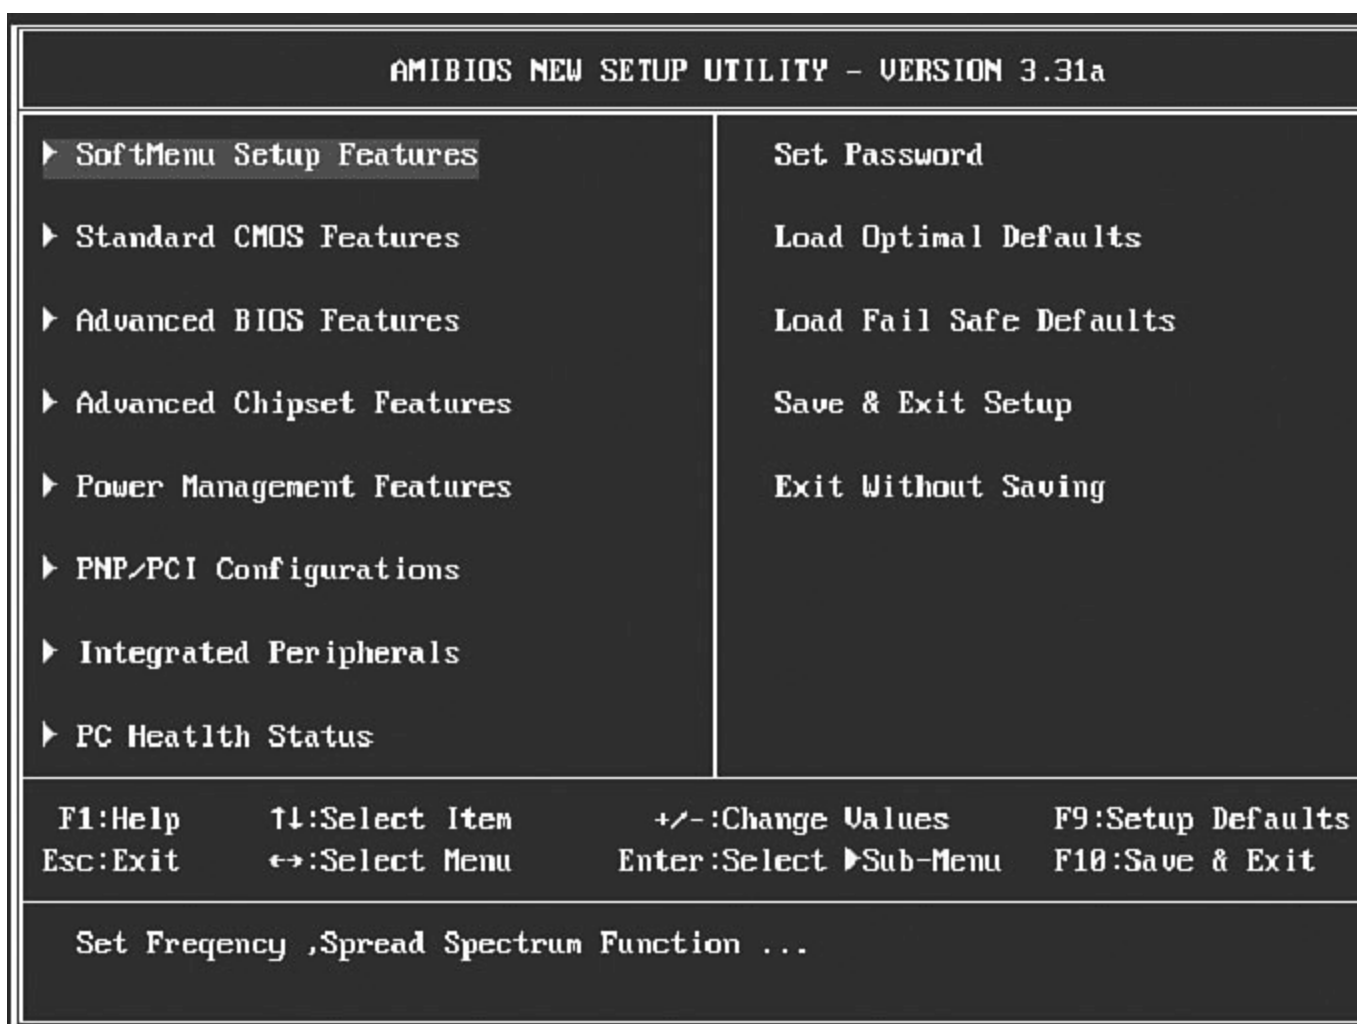 AMIBIOS NEW SETUP UTILITY - VERSION 3.31a
▶ SoftMenu Setup Features
▶ Standard CMOS Features
▶ Advanced BIOS Features
▶ Advanced Chipset Features
▶ Power Management Features
▶ PNP/PCI Configurations
▶ Integrated Peripherals
▶ PC Heatlth Status
Set Password
Load Optimal Defaults
Load Fail Safe Defaults
Save & Exit Setup
Exit Without Saving
F1:Help ↑↓:Select Item +/-:Change Values F9:Setup Defaults
Esc:Exit ←→:Select Menu Enter:Select ▶Sub-Menu F10:Save & Exit
Set Freqency ,Spread Spectrum Function ...